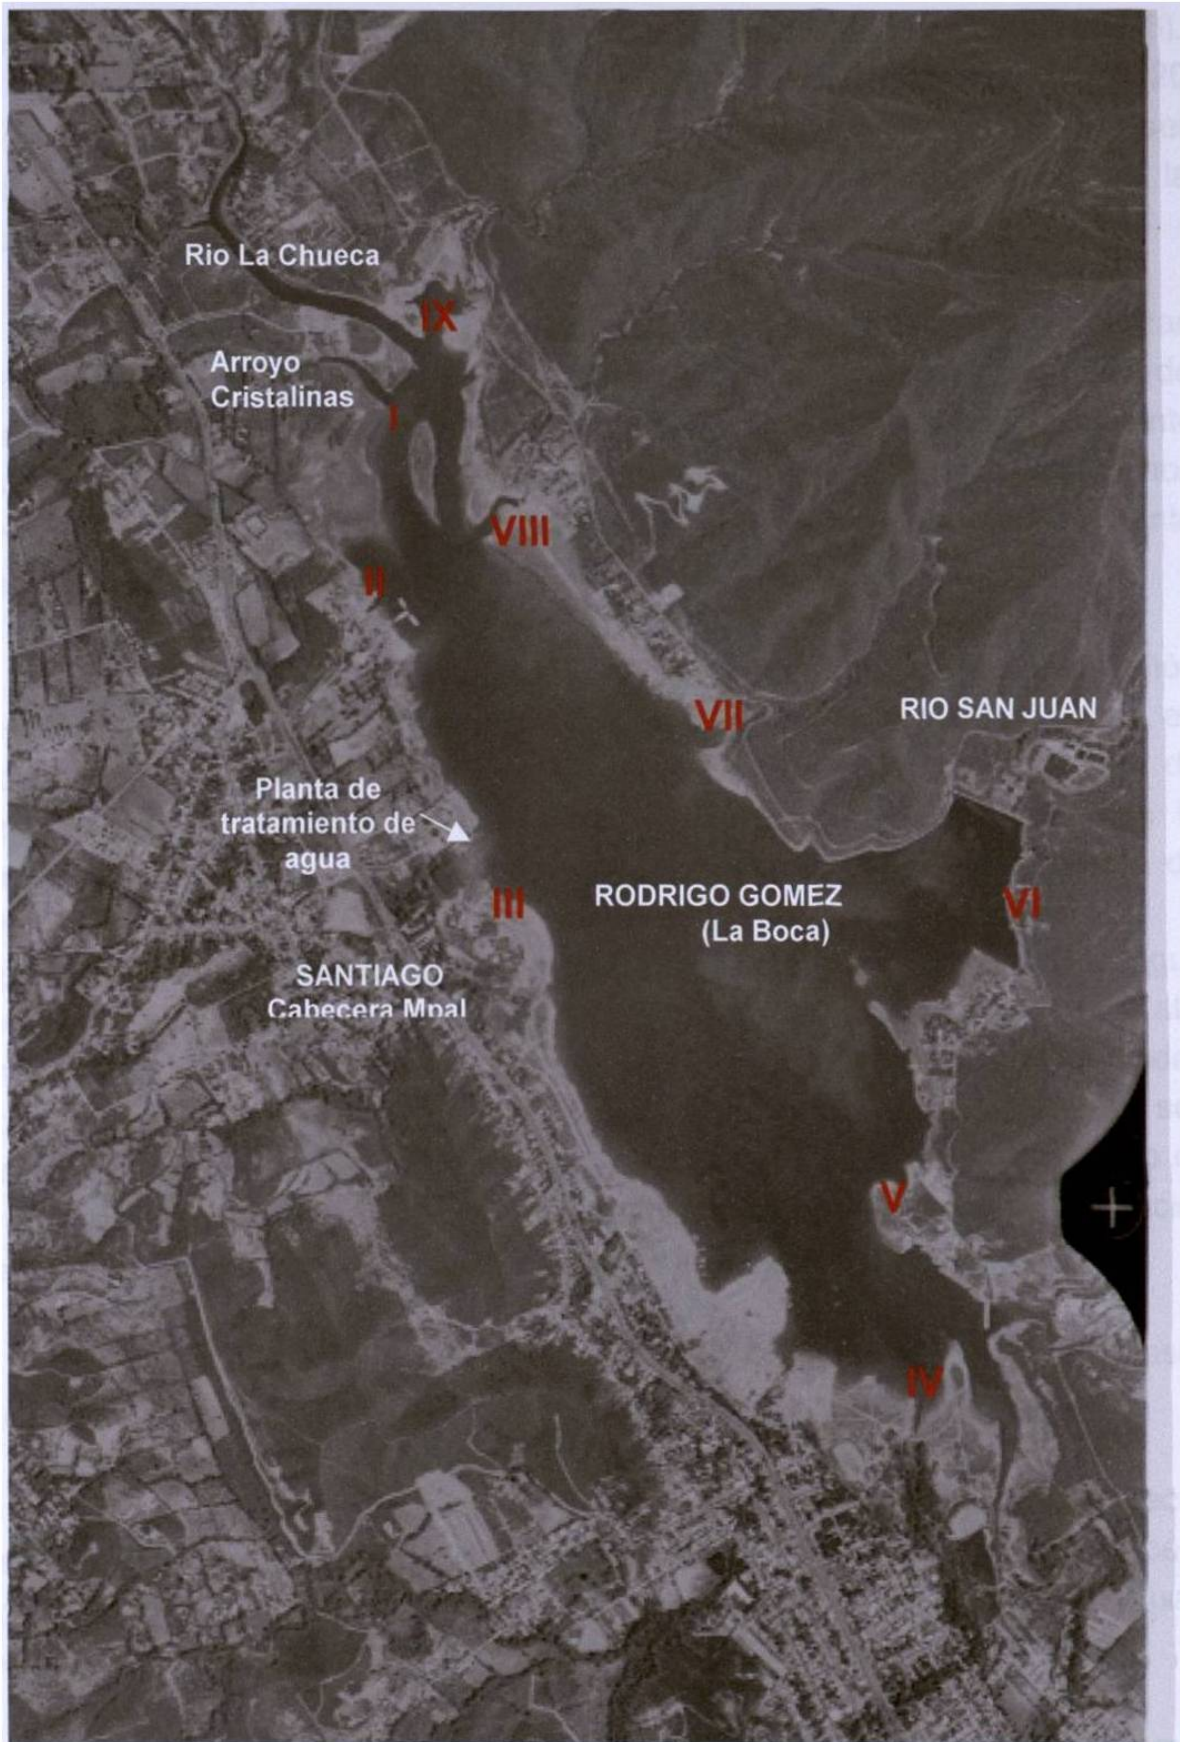 Rio La Chueca
IX
Arroyo
Cristalinas
I
VIII
II
VII
RIO SAN JUAN
Planta de
tratamiento de
agua
III
RODRIGO GOMEZ
(La Boca)
VI
SANTIAGO
Cabecera Mpal
V
IV